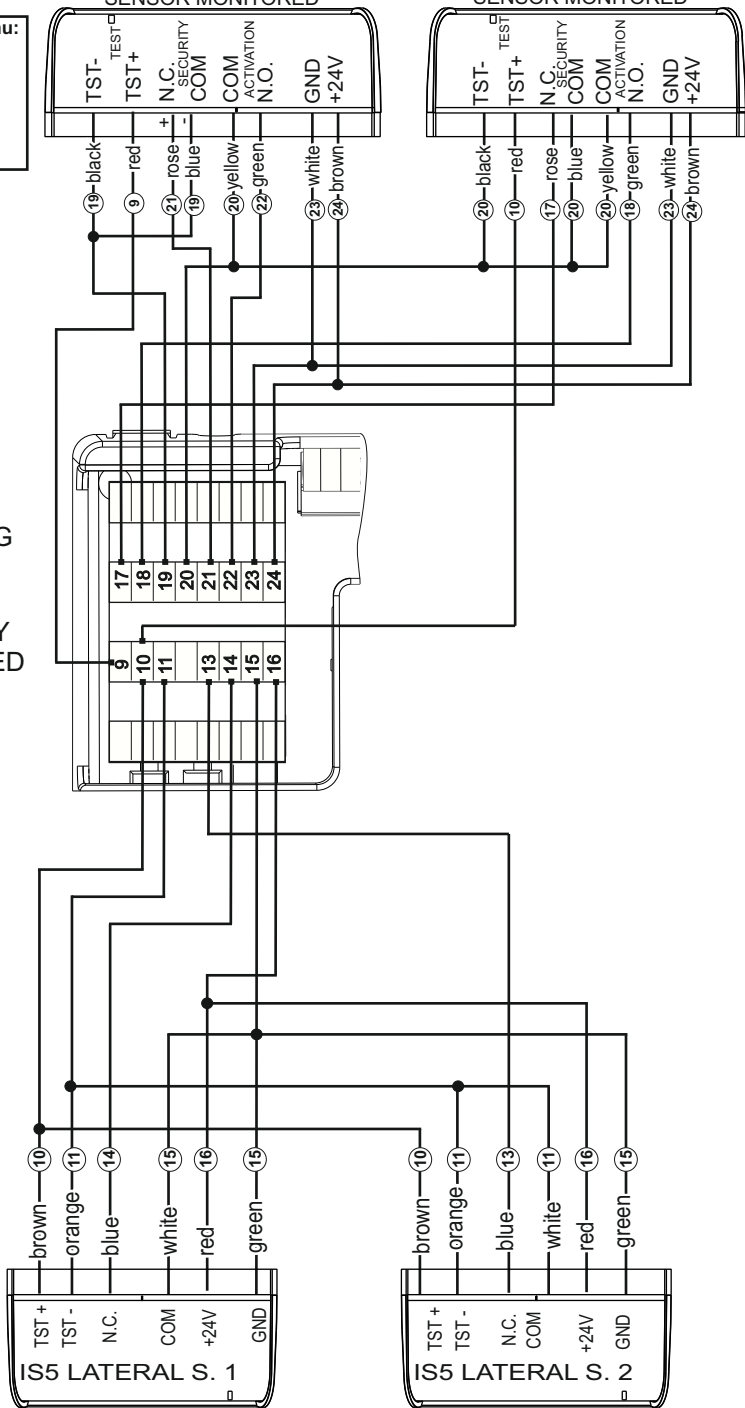 SENSOR MONITORED
SENSOR MONITORED
nu:
TST-
TEST
TST+
N.C.
SECURITY
COM
COM
ACTIVATION
N.O.
GND
+24V
TST-
TEST
TST+
N.C.
SECURITY
COM
COM
ACTIVATION
N.O.
GND
+24V
+ -
black red rose blue yellow green white brown
19 9 21 19 20 22 23 24
black red rose blue yellow green white brown
20 10 17 20 20 18 23 24
G
Y
ED
17 18 19 20 21 22 23 24
9 10 11 13 14 15 16
10 11 14 15 16 15
10 11 13 11 16 15
brown orange blue white red green
brown orange blue white red green
TST + TST - N.C. COM +24V GND
TST + TST - N.C. COM +24V GND
IS5 LATERAL S. 1
IS5 LATERAL S. 2